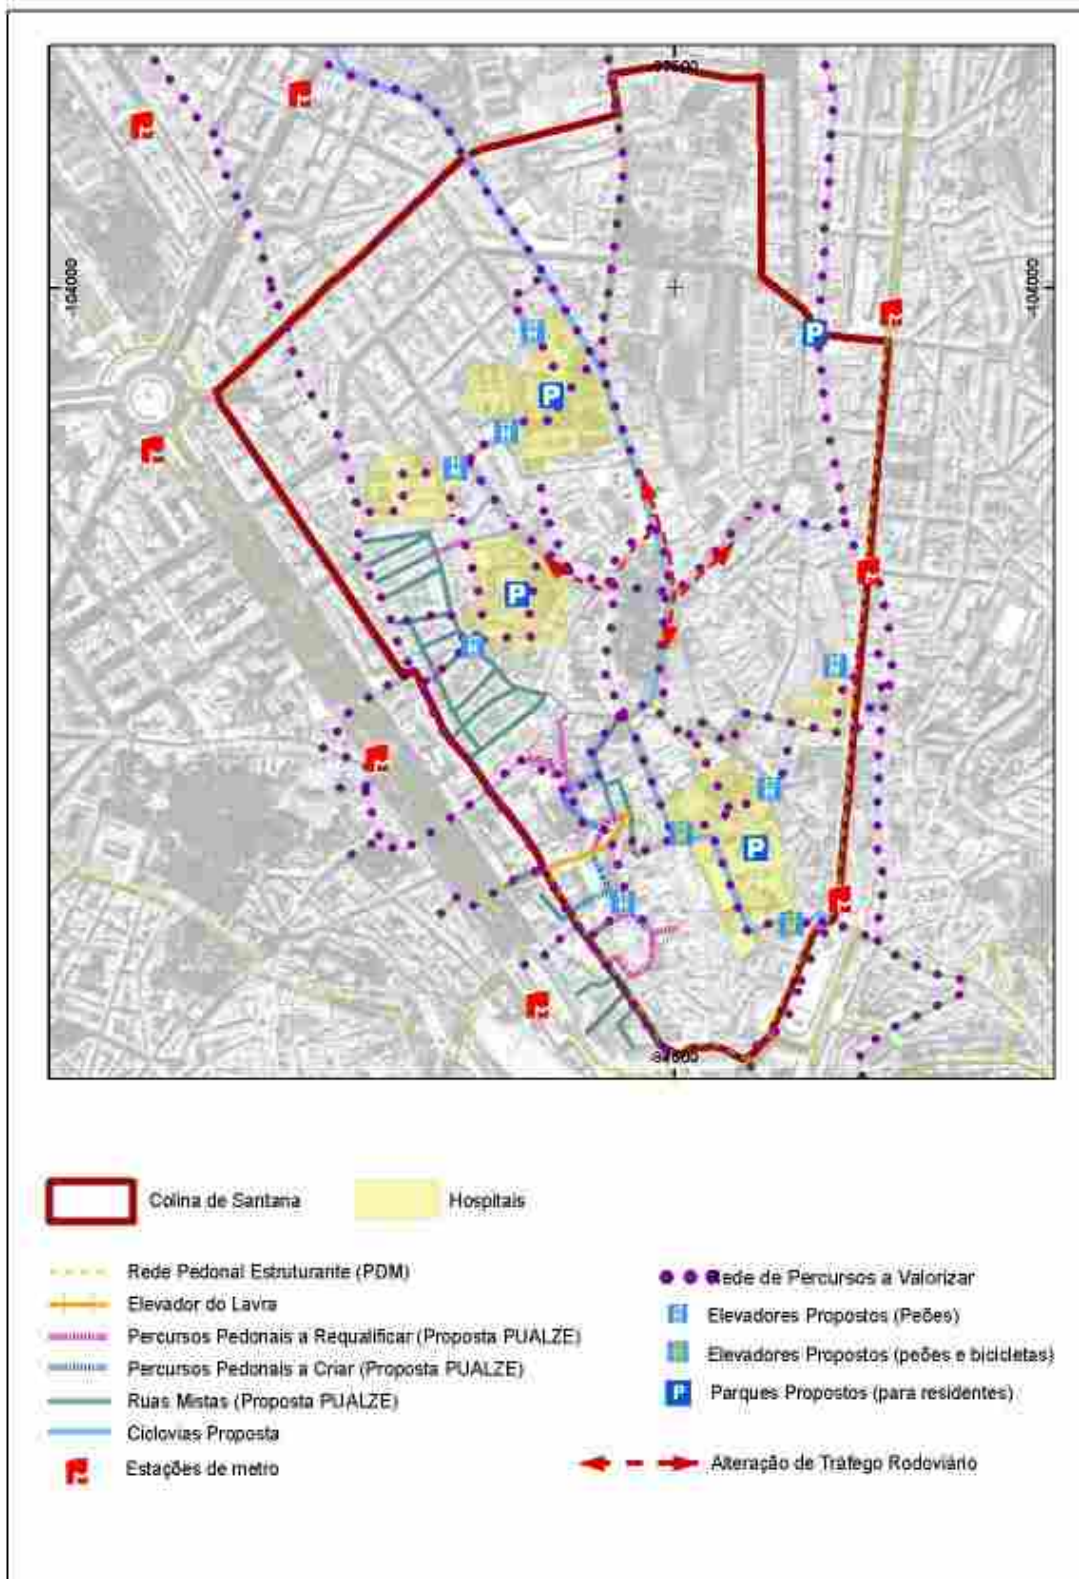 -104000
-104000
P
P
P
P
Colina de Santana
Hospitais
Rede Pedonal Estruturante (PDM)
Elevador do Lavra
Percursos Pedonais a Requalificar (Proposta PUALZE)
Percursos Pedonais a Criar (Proposta PUALZE)
Ruas Mistas (Proposta PUALZE)
Ciclovias Proposta
Estações de metro
Rede de Percursos a Valorizar
Elevadores Propostos (Peões)
Elevadores Propostos (peões e bicicletas)
P Parques Propostos (para residentes)
Alteração de Tráfego Rodoviário